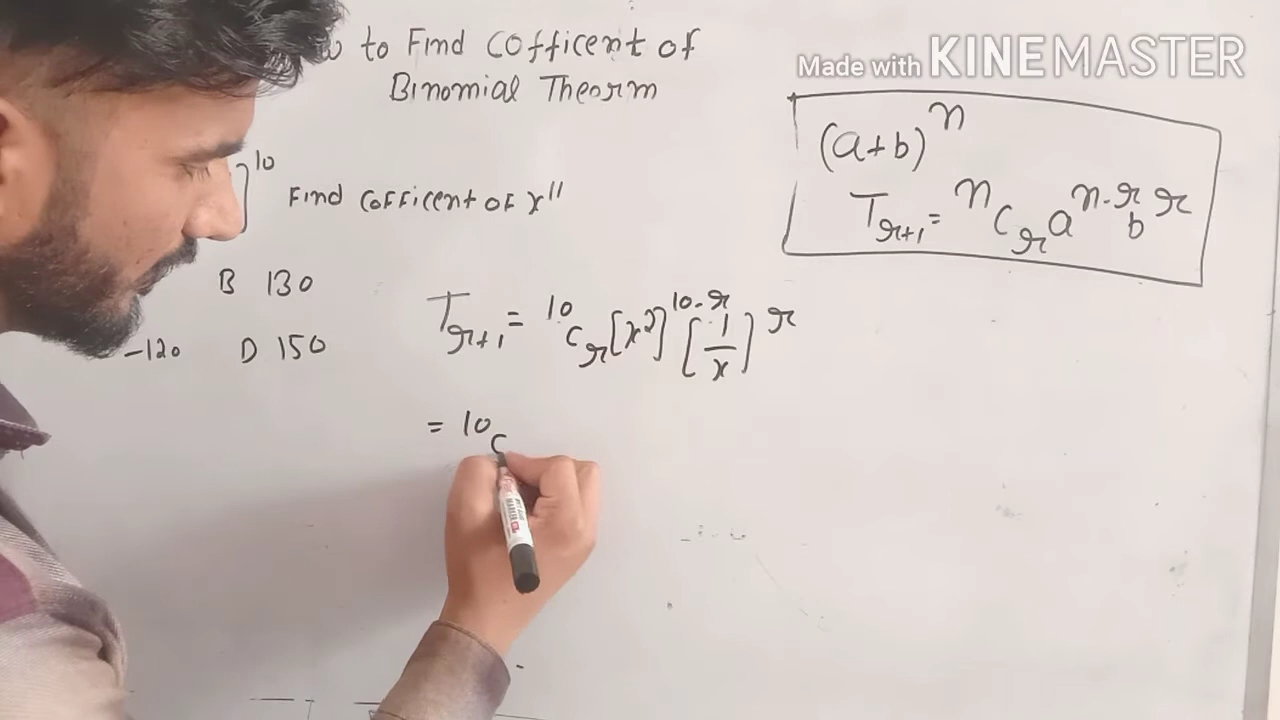 to Find Cofficent of
Binomial Theorm
Made with KINEMASTER
(a+b)^n
T_{r+1} = ^nC_r a^{n-r} b^r
]^10 Find Cofficent of x^11
B 130
-120 D 150
T_{r+1} = ^10C_r [x^2]^{10-r} [1/x]^r
= ^10C